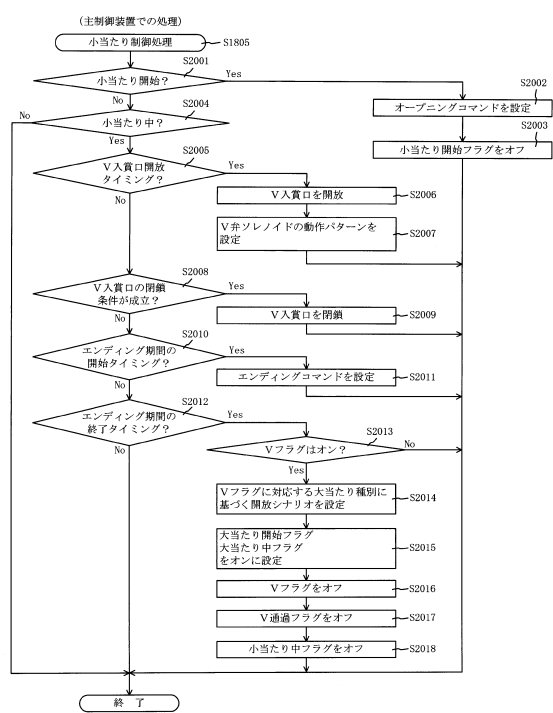 (主制御装置での処理)
小当たり制御処理
S1805
S2001
小当たり開始?
Yes
No
S2002
オープニングコマンドを設定
S2003
小当たり開始フラグをオフ
S2004
No
小当たり中?
Yes
S2005
V入賞口開放
タイミング?
Yes
No
V入賞口を開放
S2006
V弁ソレノイドの動作パターンを
設定
S2007
S2008
V入賞口の閉鎖
条件が成立?
Yes
No
V入賞口を閉鎖
S2009
S2010
エンディング期間の
開始タイミング?
Yes
No
エンディングコマンドを設定
S2011
S2012
エンディング期間の
終了タイミング?
Yes
No
S2013
Vフラグはオン?
No
Yes
Vフラグに対応する大当たり種別に
基づく開放シナリオを設定
S2014
大当たり開始フラグ
大当たり中フラグ
をオンに設定
S2015
Vフラグをオフ
S2016
V通過フラグをオフ
S2017
小当たり中フラグをオフ
S2018
終 了